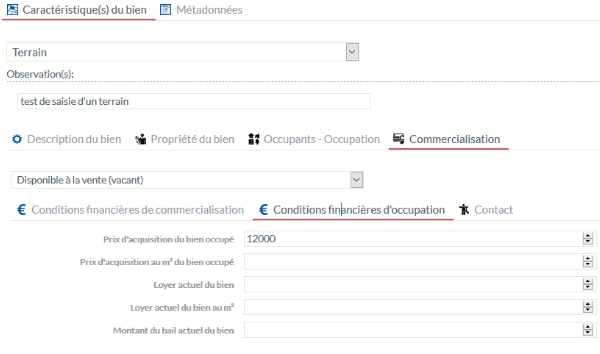 Caractéristique(s) du bien Métadonnées
Terrain
Observation(s):
test de saisie d'un terrain
Description du bien Propriété du bien Occupants - Occupation Commercialisation
Disponible à la vente (vacant)
€ Conditions financières de commercialisation € Conditions financières d'occupation Contact
Prix d'acquisition du bien occupé 12000
Prix d'acquisition au m² du bien occupé
Loyer actuel du bien
Loyer actuel du bien au m²
Montant du bail actuel du bien